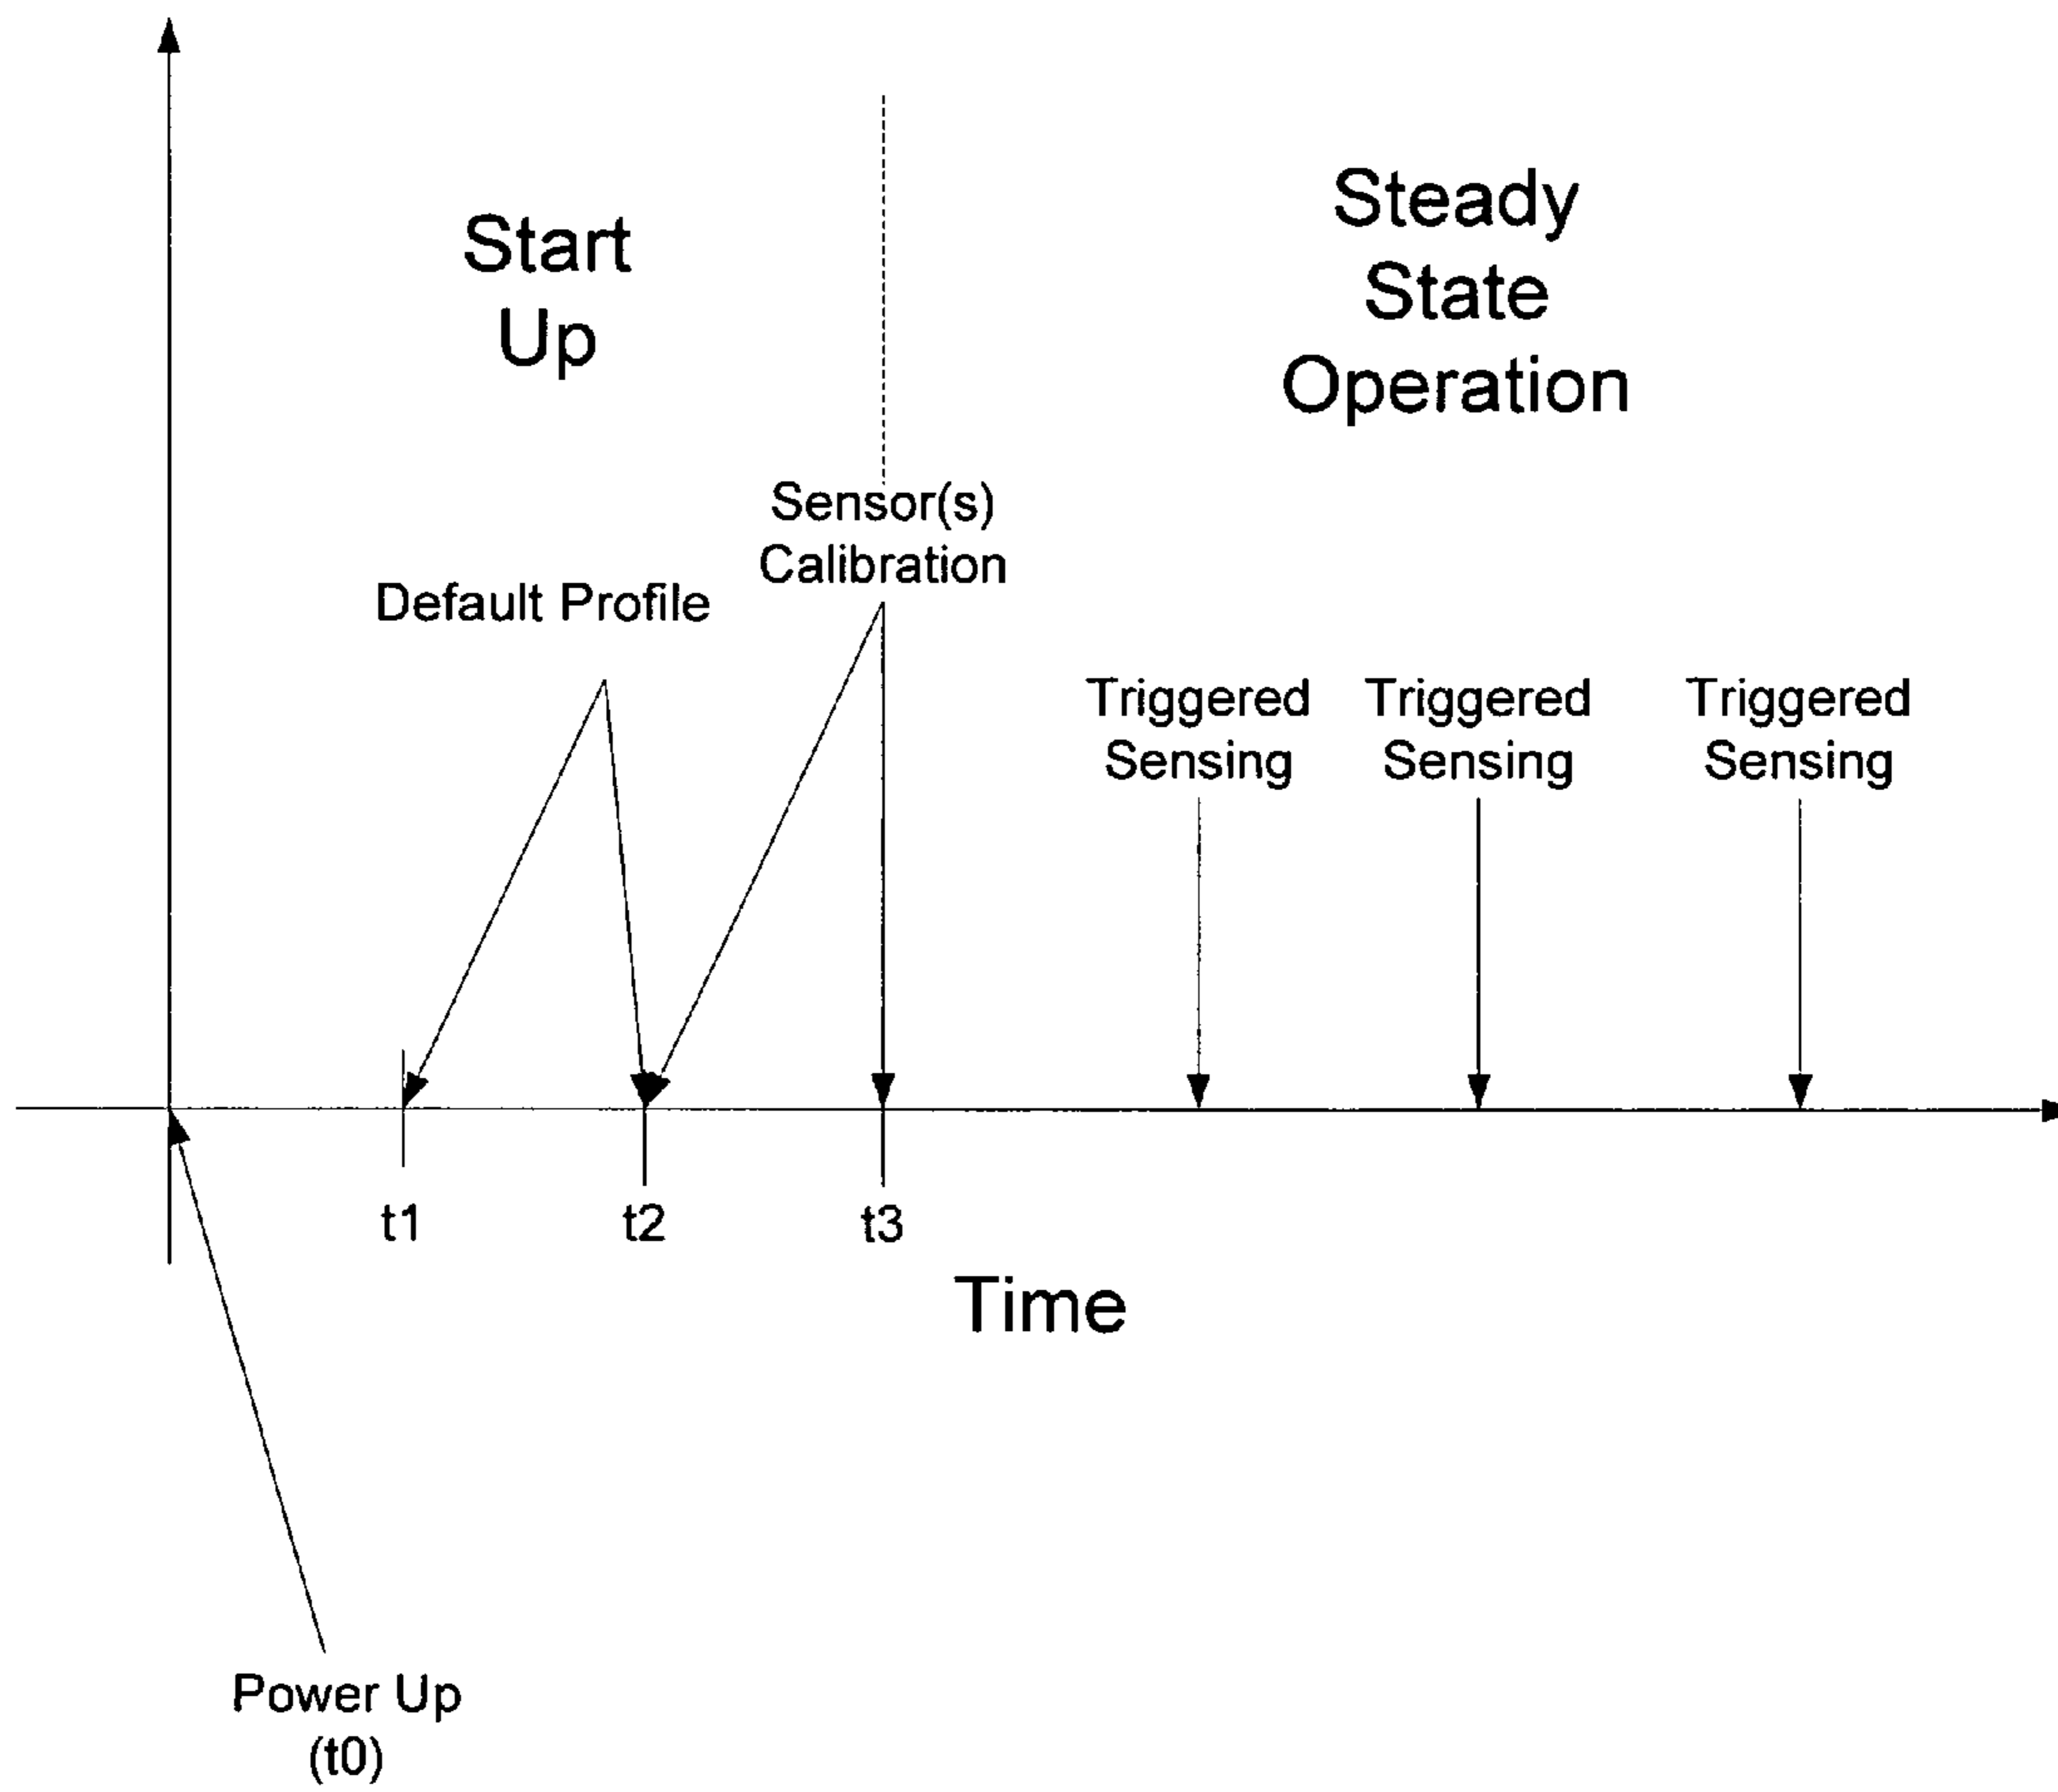 Start
Up
Steady
State
Operation
Sensor(s)
Calibration
Default Profile
Triggered
Sensing
Triggered
Sensing
Triggered
Sensing
t1
t2
t3
Time
Power Up
(t0)